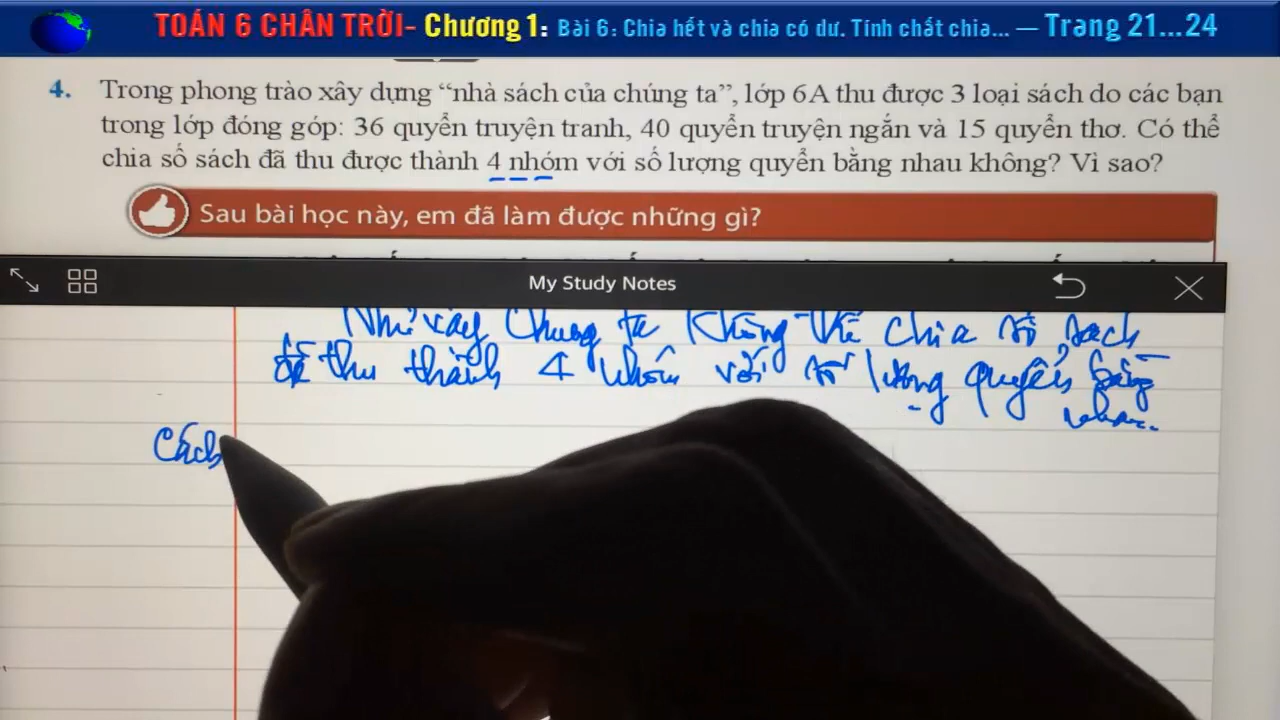 TOÁN 6 CHÂN TRỜI- Chương 1: Bài 6: Chia hết và chia có dư. Tính chất chia... — Trang 21...24
4. Trong phong trào xây dựng “nhà sách của chúng ta”, lớp 6A thu được 3 loại sách do các bạn
trong lớp đóng góp: 36 quyển truyện tranh, 40 quyển truyện ngắn và 15 quyển thơ. Có thể
chia số sách đã thu được thành 4 nhóm với số lượng quyển bằng nhau không? Vì sao?
Sau bài học này, em đã làm được những gì?
My Study Notes
Như vậy chúng ta không thể chia số sách
đã thu thành 4 nhóm với số lượng quyển bằng
nhau.
Cách